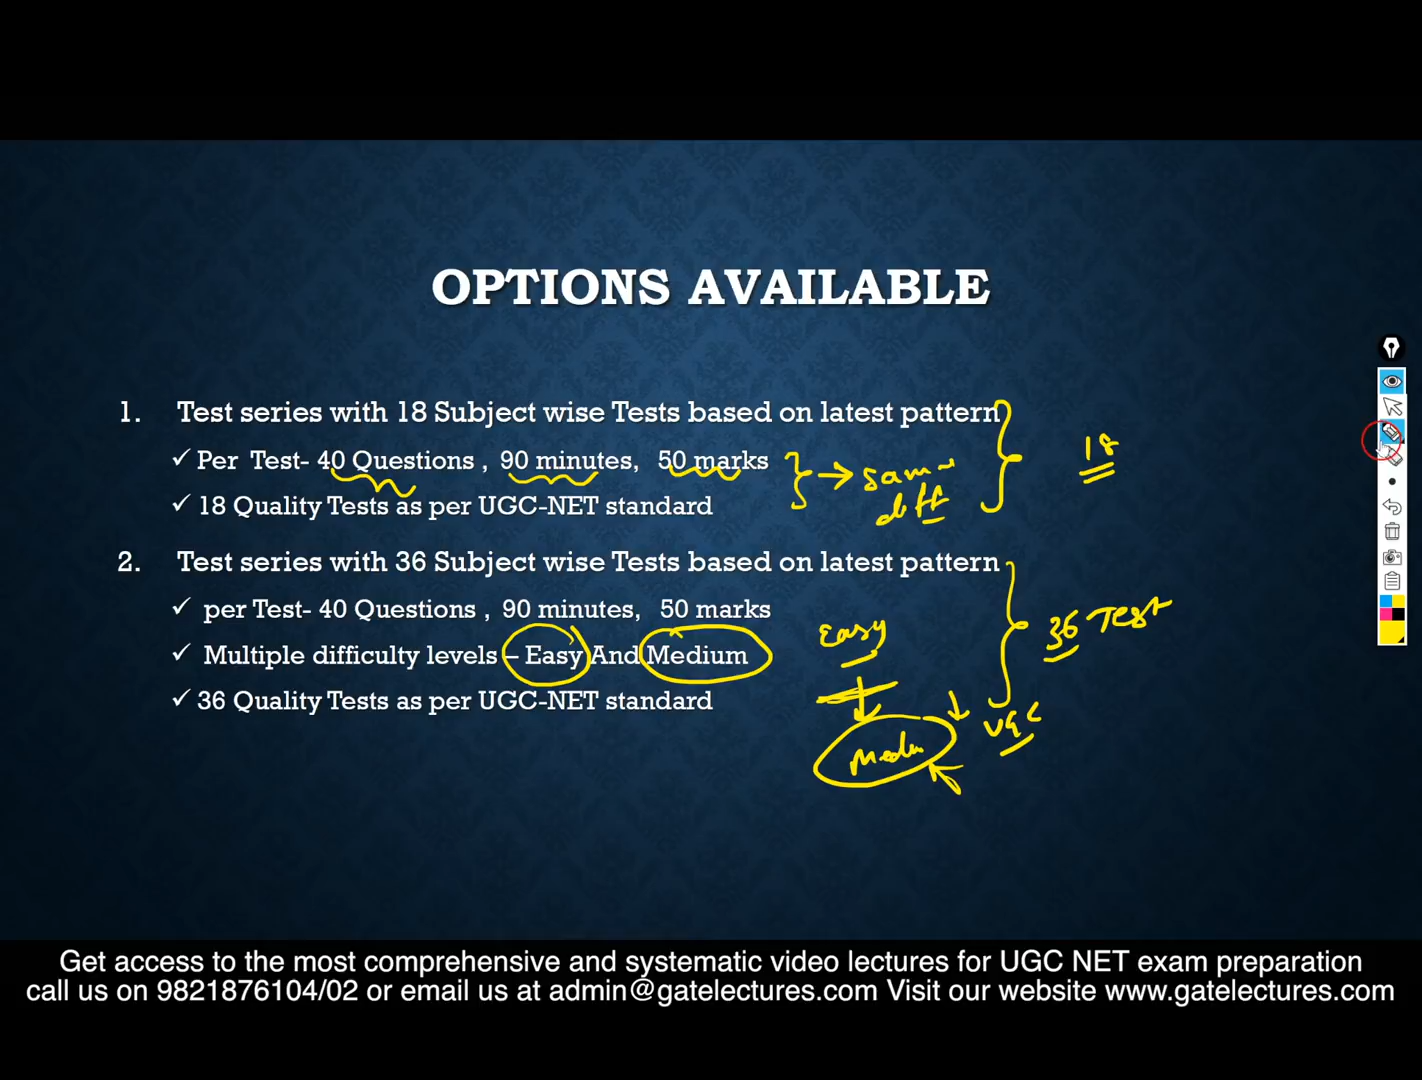 OPTIONS AVAILABLE
1. Test series with 18 Subject wise Tests based on latest pattern
✓ Per Test- 40 Questions , 90 minutes, 50 marks
18
→ same
diff
✓ 18 Quality Tests as per UGC-NET standard
2. Test series with 36 Subject wise Tests based on latest pattern
✓ per Test- 40 Questions , 90 minutes, 50 marks
Easy
36 Test
✓ Multiple difficulty levels – Easy And Medium
✓ 36 Quality Tests as per UGC-NET standard
UGC
Get access to the most comprehensive and systematic video lectures for UGC NET exam preparation
call us on 9821876104/02 or email us at admin@gatelectures.com Visit our website www.gatelectures.com